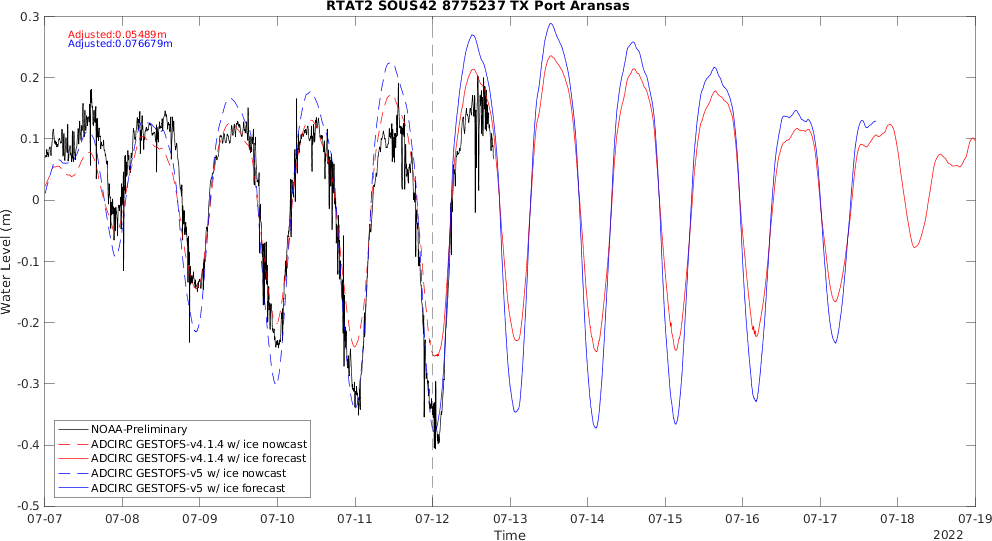 RTAT2 SOUS42 8775237 TX Port Aransas
Adjusted:0.05489m
Adjusted:0.076679m
0.3
0.2
0.1
0
-0.1
-0.2
-0.3
-0.4
-0.5
Water Level (m)
NOAA-Preliminary
ADCIRC GESTOFS-v4.1.4 w/ ice nowcast
ADCIRC GESTOFS-v4.1.4 w/ ice forecast
ADCIRC GESTOFS-v5 w/ ice nowcast
ADCIRC GESTOFS-v5 w/ ice forecast
07-07 07-08 07-09 07-10 07-11 07-12 07-13 07-14 07-15 07-16 07-17 07-18 07-19
Time
2022